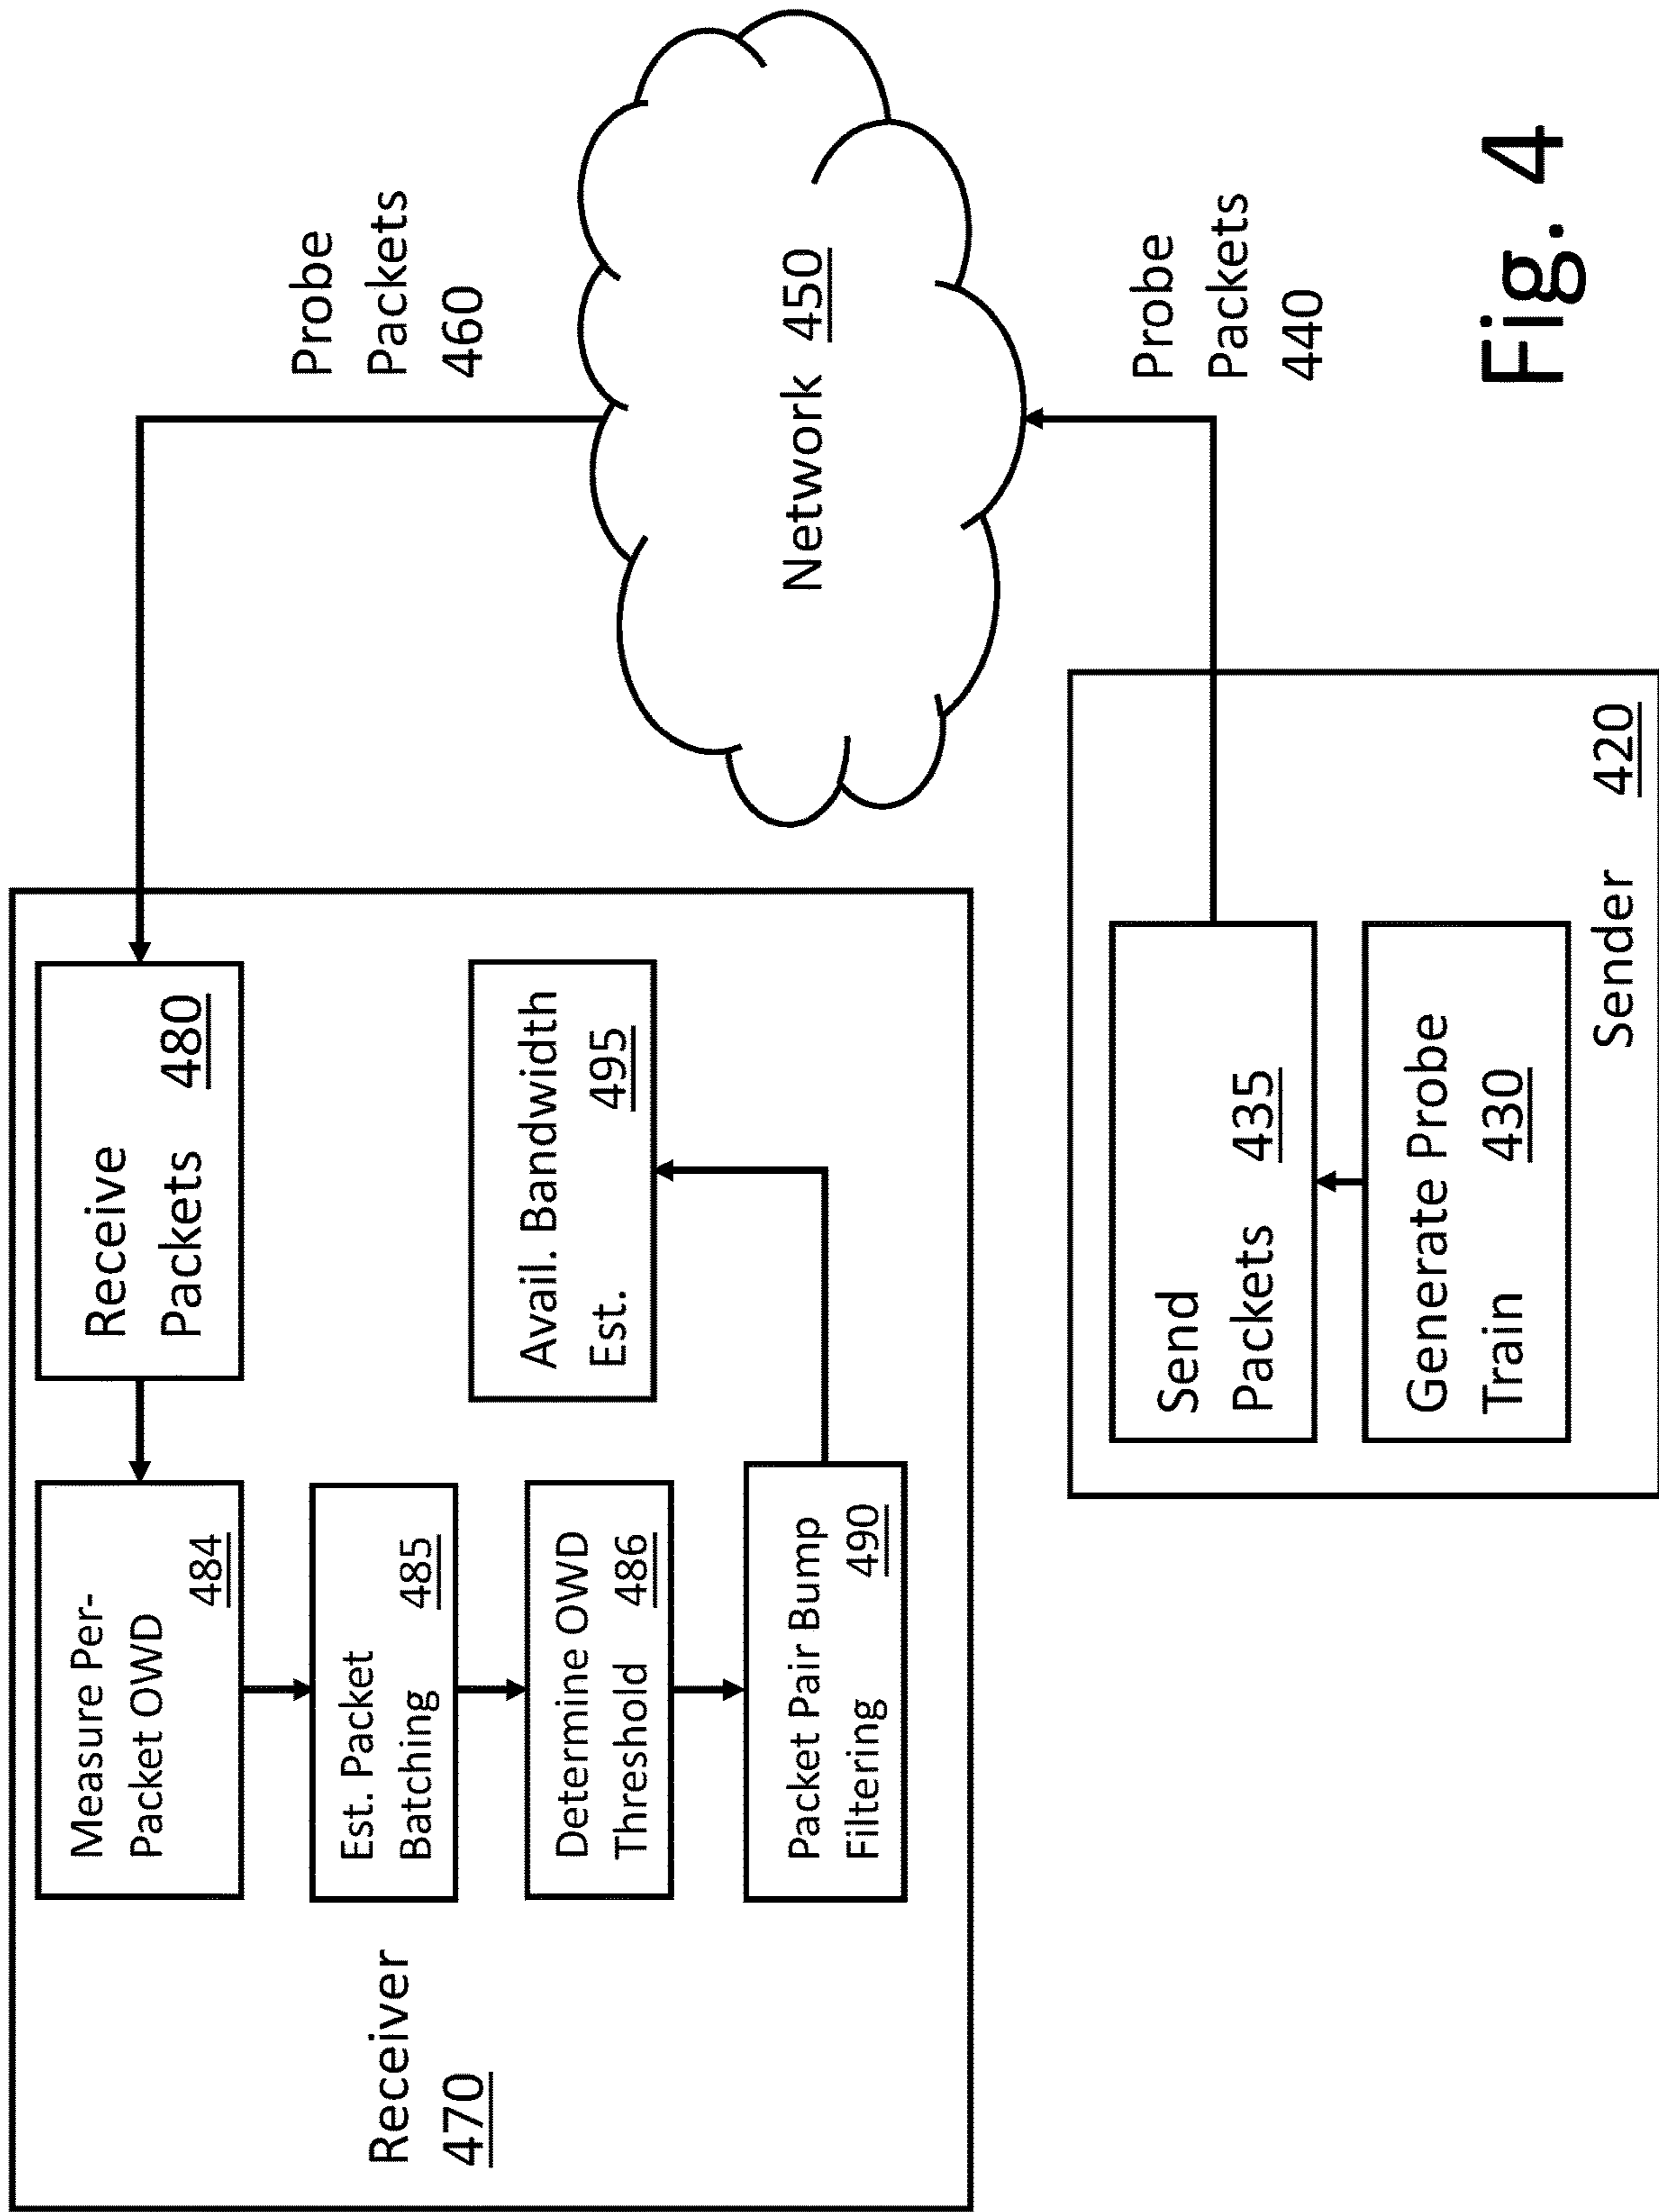 Receiver
470
Measure Per-
Packet OWD
484
Est. Packet
Batching 485
Determine OWD
Threshold 486
Packet Pair Bump
Filtering 490
Receive
Packets 480
Avail. Bandwidth
Est. 495
Probe
Packets
460
Network 450
Probe
Packets
440
Send
Packets 435
Generate Probe
Train 430
Sender 420
Fig. 4